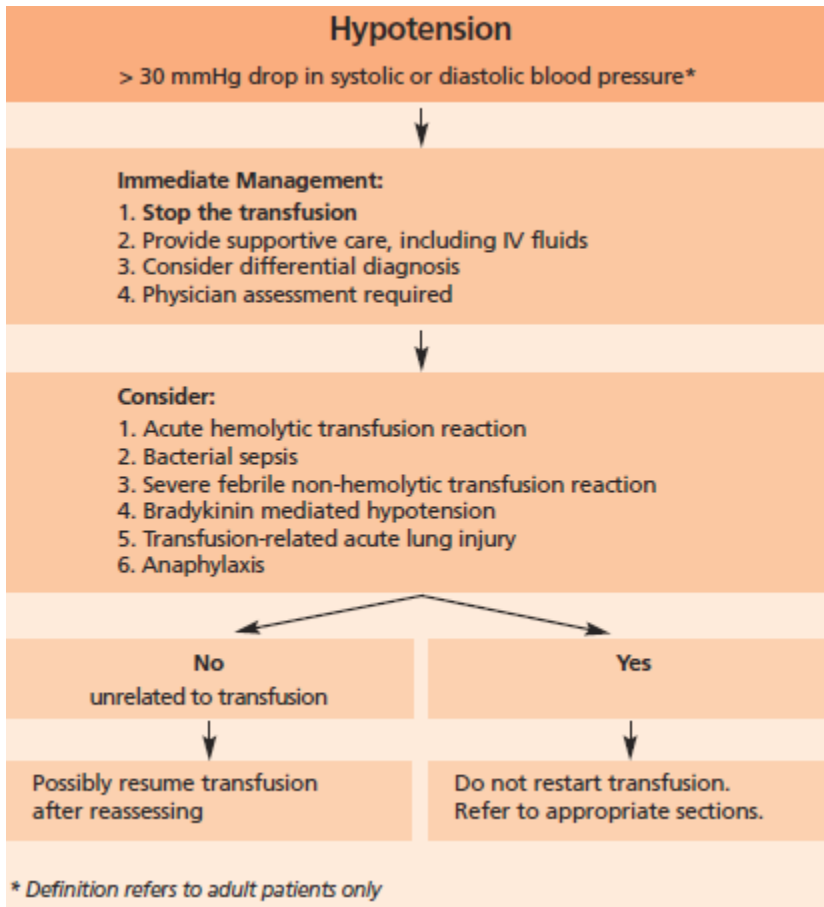 Hypotension
> 30 mmHg drop in systolic or diastolic blood pressure*
Immediate Management:
1. Stop the transfusion
2. Provide supportive care, including IV fluids
3. Consider differential diagnosis
4. Physician assessment required
Consider:
1. Acute hemolytic transfusion reaction
2. Bacterial sepsis
3. Severe febrile non-hemolytic transfusion reaction
4. Bradykinin mediated hypotension
5. Transfusion-related acute lung injury
6. Anaphylaxis
No
unrelated to transfusion
Yes
Possibly resume transfusion
after reassessing
Do not restart transfusion.
Refer to appropriate sections.
* Definition refers to adult patients only